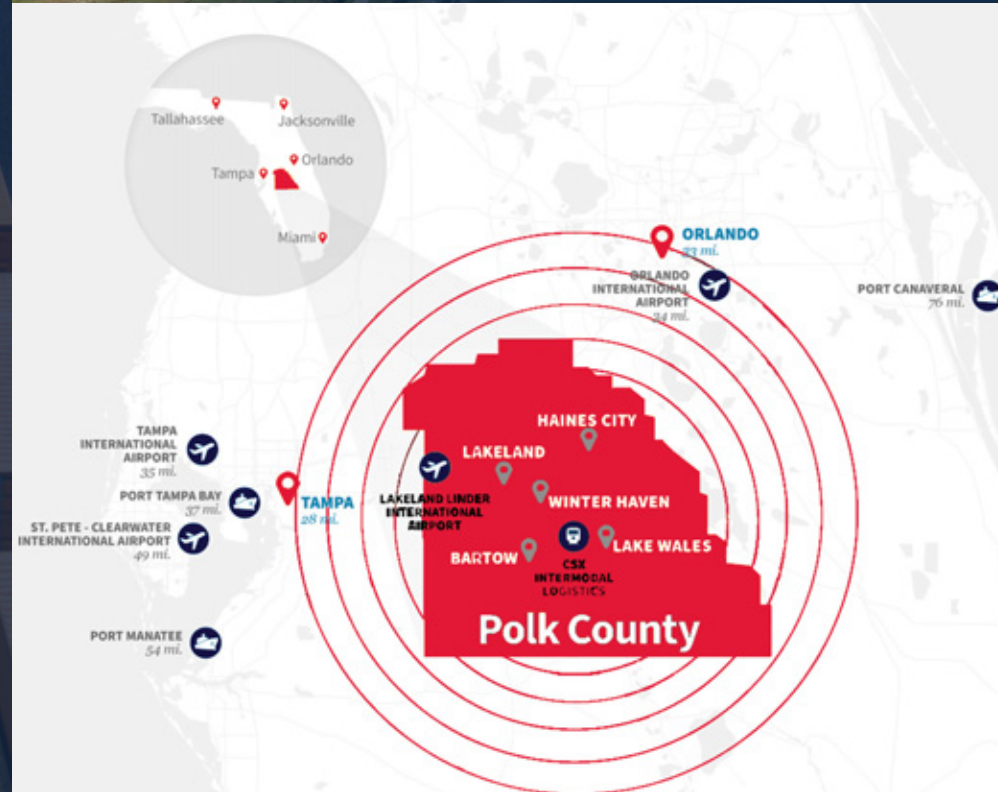 Tallahassee
Jacksonville
Orlando
Tampa
Miami
ORLANDO
33 mi.
ORLANDO
INTERNATIONAL
AIRPORT
34 mi.
PORT CANAVERAL
76 mi.
TAMPA
INTERNATIONAL
AIRPORT
35 mi.
PORT TAMPA BAY
37 mi.
ST. PETE - CLEARWATER
INTERNATIONAL AIRPORT
49 mi.
TAMPA
28 mi.
PORT MANATEE
54 mi.
HAINES CITY
LAKELAND
LAKELAND LINDER
INTERNATIONAL
AIRPORT
WINTER HAVEN
BARTOW
LAKE WALES
CSX
INTERMODAL
LOGISTICS
Polk County